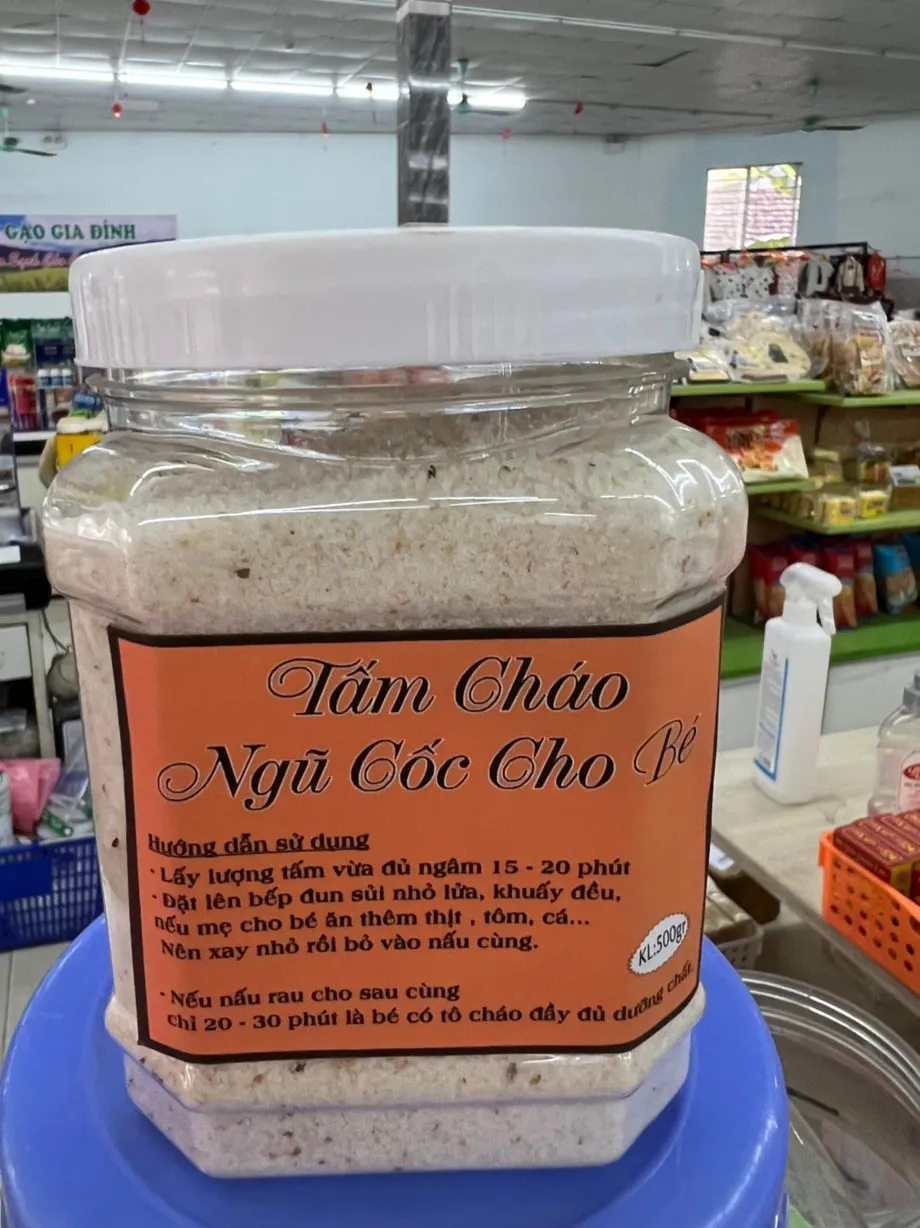 GẠO GIA ĐÌNH
Tấm Cháo
Ngũ Cốc Cho Bé
Hướng dẫn sử dụng
· Lấy lượng tấm vừa đủ ngâm 15 - 20 phút
· Đặt lên bếp đun sủi nhỏ lửa, khuấy đều,
nếu mẹ cho bé ăn thêm thịt , tôm, cá...
Nên xay nhỏ rồi bỏ vào nấu cùng.
KL:500gr
· Nếu nấu rau cho sau cùng
chỉ 20 - 30 phút là bé có tô cháo đầy đủ dưỡng chất.